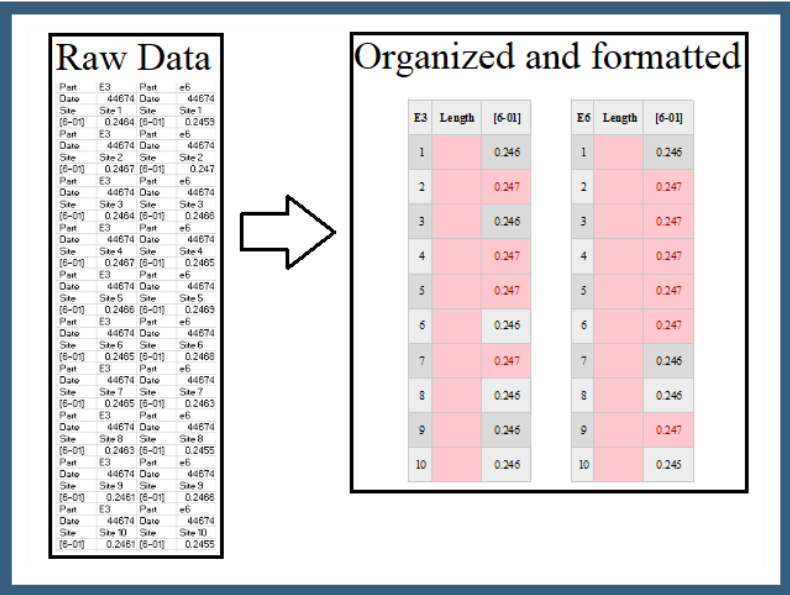 Raw Data
Part E3 Part e6
Date 44674 Date 44674
Site Site 1 Site Site 1
[6-01] 0.2464 [6-01] 0.2459
Part E3 Part e6
Date 44674 Date 44674
Site Site 2 Site Site 2
[6-01] 0.2467 [6-01] 0.247
Part E3 Part e6
Date 44674 Date 44674
Site Site 3 Site Site 3
[6-01] 0.2464 [6-01] 0.2466
Part E3 Part e6
Date 44674 Date 44674
Site Site 4 Site Site 4
[6-01] 0.2467 [6-01] 0.2465
Part E3 Part e6
Date 44674 Date 44674
Site Site 5 Site Site 5
[6-01] 0.2466 [6-01] 0.2469
Part E3 Part e6
Date 44674 Date 44674
Site Site 6 Site Site 6
[6-01] 0.2465 [6-01] 0.2468
Part E3 Part e6
Date 44674 Date 44674
Site Site 7 Site Site 7
[6-01] 0.2465 [6-01] 0.2463
Part E3 Part e6
Date 44674 Date 44674
Site Site 8 Site Site 8
[6-01] 0.2463 [6-01] 0.2455
Part E3 Part e6
Date 44674 Date 44674
Site Site 9 Site Site 9
[6-01] 0.2461 [6-01] 0.2466
Part E3 Part e6
Date 44674 Date 44674
Site Site 10 Site Site 10
[6-01] 0.2461 [6-01] 0.2455
Organized and formatted
E3 Length [6-01]
1 0.246
2 0.247
3 0.246
4 0.247
5 0.247
6 0.246
7 0.247
8 0.246
9 0.246
10 0.246
E6 Length [6-01]
1 0.246
2 0.247
3 0.247
4 0.247
5 0.247
6 0.247
7 0.246
8 0.246
9 0.247
10 0.245